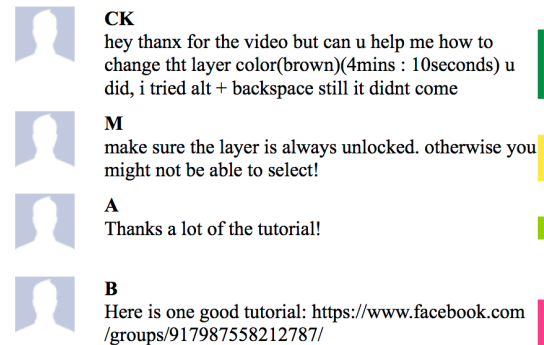 CK
hey thanx for the video but can u help me how to
change tht layer color(brown)(4mins : 10seconds) u
did, i tried alt + backspace still it didnt come
M
make sure the layer is always unlocked. otherwise you
might not be able to select!
A
Thanks a lot of the tutorial!
B
Here is one good tutorial: https://www.facebook.com
/groups/917987558212787/